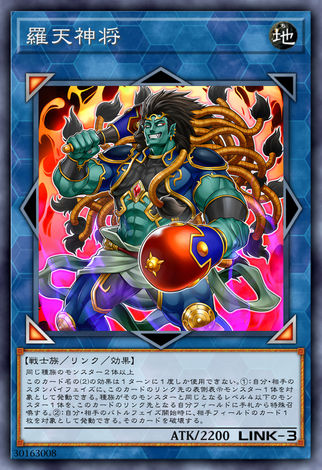 羅天神将
地
【戦士族／リンク／効果】
同じ種族のモンスター２体以上
このカード名の(2)の効果は１ターンに１度しか使用できない。①：自分・相手の
スタンバイフェイズに、このカードのリンク先の表側表示モンスター１体を対
象として発動できる。種族がそのモンスターと同じとなるレベル４以下のモン
スター１体を、このカードのリンク先となる自分フィールドに手札から特殊召
喚する。②：自分・相手のバトルフェイズ開始時に、相手フィールドのカード１
枚を対象として発動できる。そのカードを破壊する。
ATK/2200 LINK-3
30163008